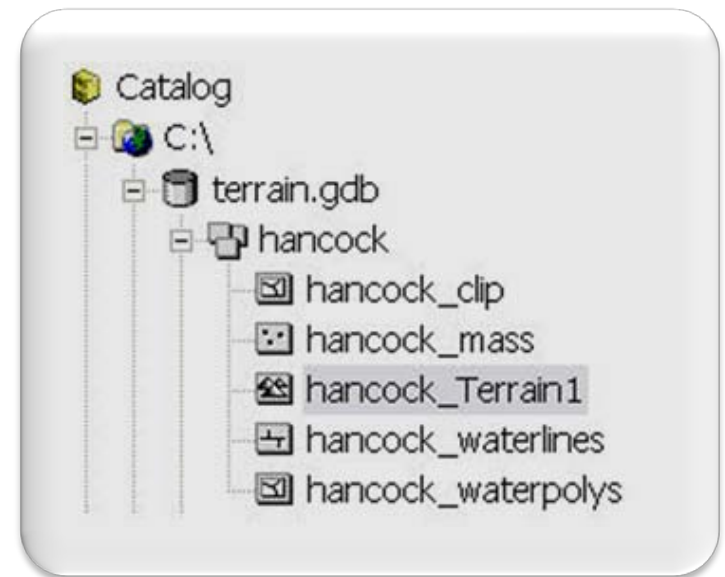 Catalog
C:\
terrain.gdb
hancock
hancock_clip
hancock_mass
hancock_Terrain1
hancock_waterlines
hancock_waterpolys